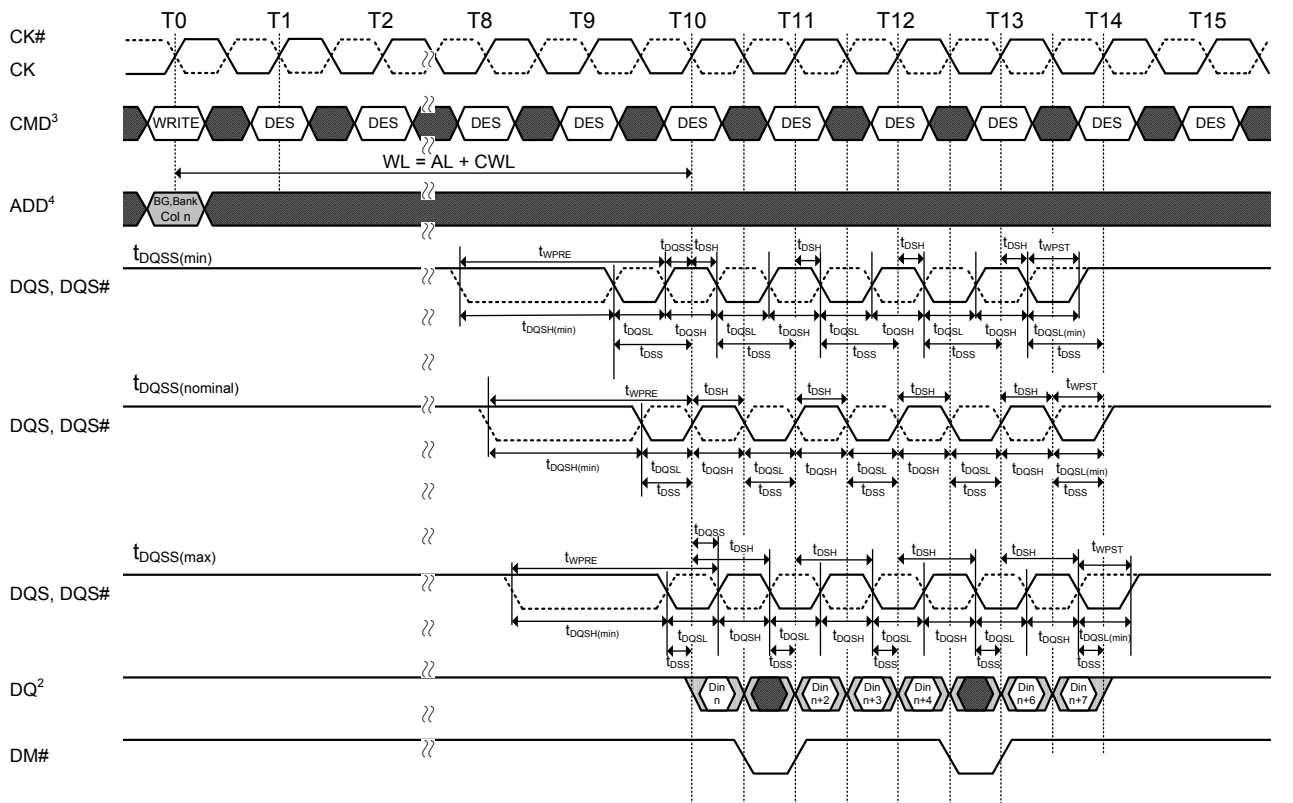 T0 T1 T2 T8 T9 T10 T11 T12 T13 T14 T15
CK#
CK
CMD3 WRITE DES DES DES DES DES DES DES DES DES DES
WL = AL + CWL
ADD4 BG,Bank
Col n
tDQSS(min) tWPRE tDQSS tDSH tDSH tDSH tDSH tWPST
DQS, DQS#
tDQSH(min) tDQSL tDQSH tDQSL tDQSH tDQSL tDQSH tDQSL tDQSH tDQSL(min)
tDSS tDSS tDSS tDSS tDSS
tDQSS(nominal) tWPRE tDSH tDSH tDSH tDSH tWPST
DQS, DQS#
tDQSH(min) tDQSL tDQSH tDQSL tDQSH tDQSL tDQSH tDQSL tDQSH tDQSL(min)
tDSS tDSS tDSS tDSS tDSS
tDQSS
tDQSS(max) tWPRE tDSH tDSH tDSH tDSH tWPST
DQS, DQS#
tDQSH(min) tDQSL tDQSH tDQSL tDQSH tDQSL tDQSH tDQSL tDQSH tDQSL(min)
tDSS tDSS tDSS tDSS tDSS
DQ2 Din
n Din
n+2 Din
n+3 Din
n+4 Din
n+6 Din
n+7
DM#